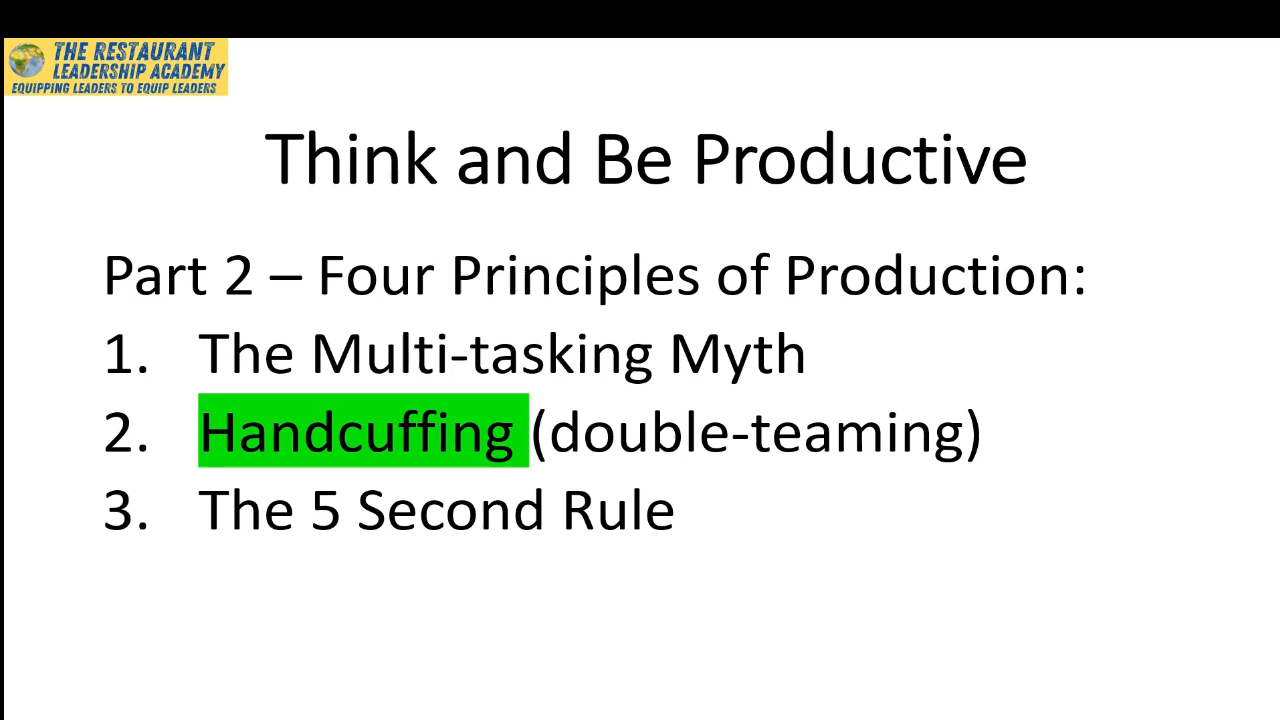 THE RESTAURANT
LEADERSHIP ACADEMY
EQUIPPING LEADERS TO EQUIP LEADERS
Think and Be Productive
Part 2 – Four Principles of Production:
1. The Multi-tasking Myth
2. Handcuffing (double-teaming)
3. The 5 Second Rule